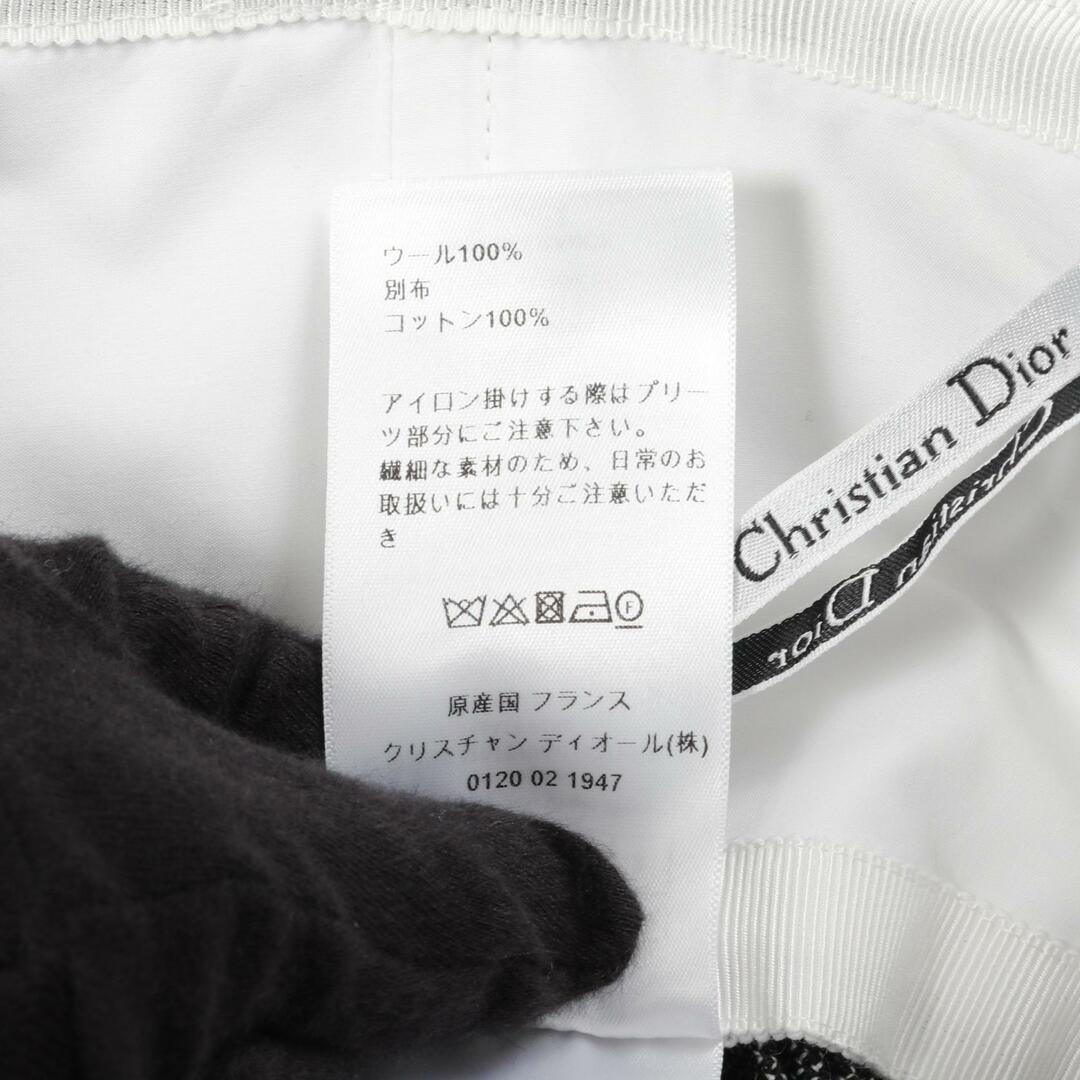 ウール100%
別布
コットン100%
アイロン掛けする際はプリー
ツ部分にご注意下さい。
繊細な素材のため、日常のお
取扱いには十分ご注意いただ
き
F
原産国 フランス
クリスチャン ディオール(株)
0120 02 1947
Christian Dior
Christian Dior